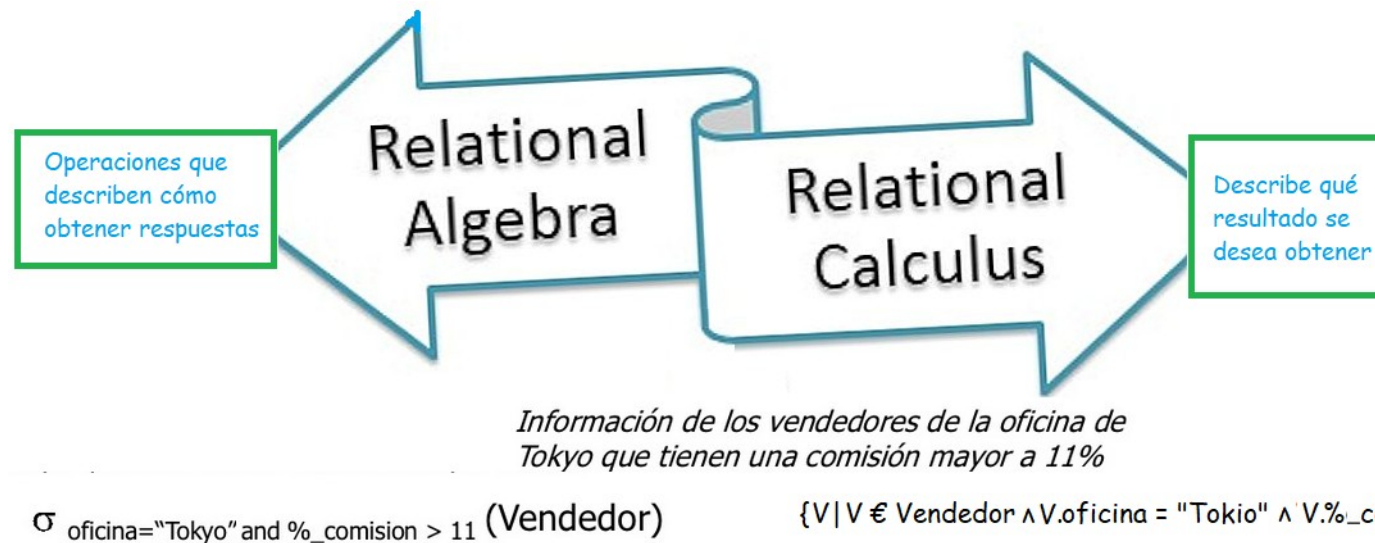 Operaciones que
describen cómo
obtener respuestas
Relational
Algebra
Relational
Calculus
Describe qué
resultado se
desea obtener
Información de los vendedores de la oficina de
Tokyo que tienen una comisión mayor a 11%
σ oficina="Tokyo" and %_comision > 11 (Vendedor)
{V|V € Vendedor ∧ V.oficina = "Tokio" ∧ V.%_c